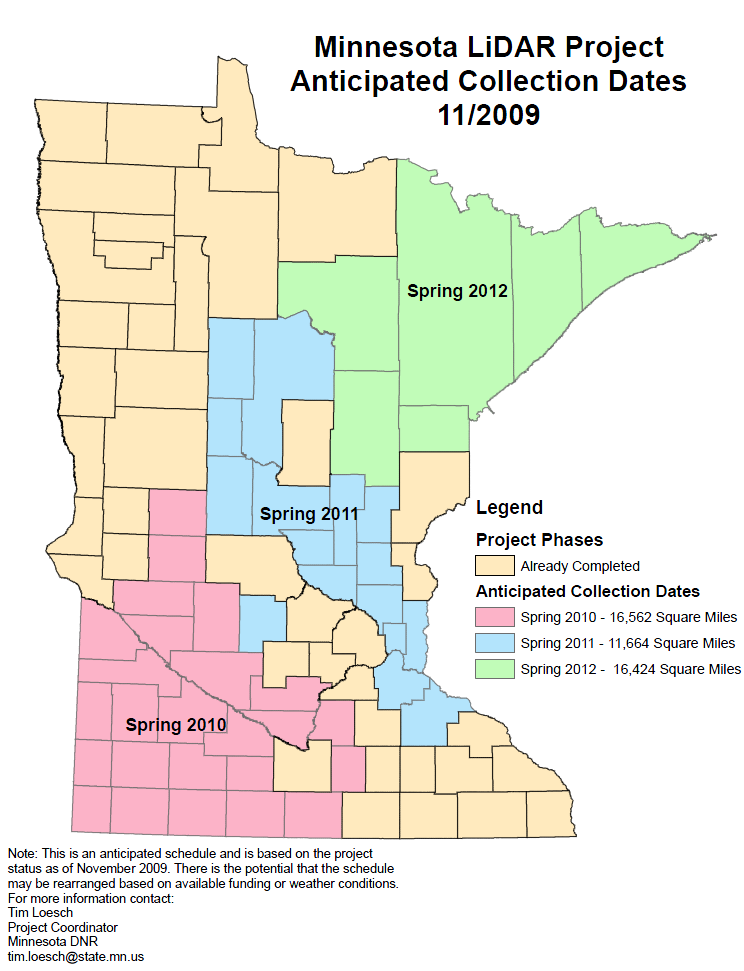 Minnesota LiDAR Project
Anticipated Collection Dates
11/2009
Spring 2012
Spring 2011
Spring 2010
Legend
Project Phases
Already Completed
Anticipated Collection Dates
Spring 2010 - 16,562 Square Miles
Spring 2011 - 11,664 Square Miles
Spring 2012 -  16,424 Square Miles
Note: This is an anticipated schedule and is based on the project
status as of November 2009. There is the potential that the schedule
may be rearranged based on available funding or weather conditions.
For more information contact:
Tim Loesch
Project Coordinator
Minnesota DNR
tim.loesch@state.mn.us